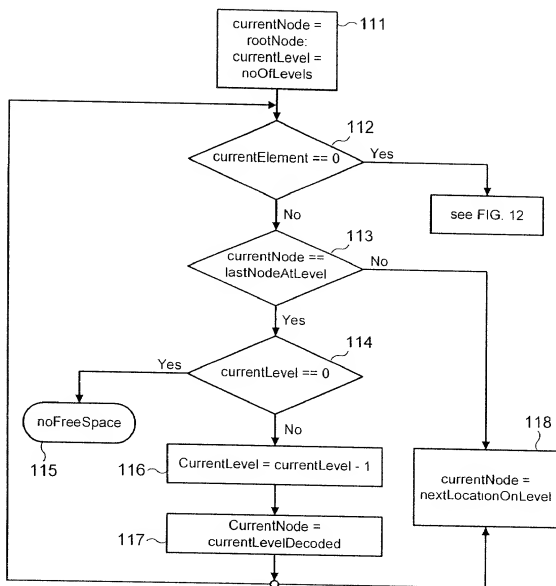 currentNode =
rootNode:
currentLevel =
noOfLevels
111
112
currentElement == 0
Yes
see FIG. 12
No
113
currentNode ==
lastNodeAtLevel
No
Yes
114
currentLevel == 0
Yes
noFreeSpace
115
No
116
CurrentLevel = currentLevel - 1
118
currentNode =
nextLocationOnLevel
117
CurrentNode =
currentLevelDecoded